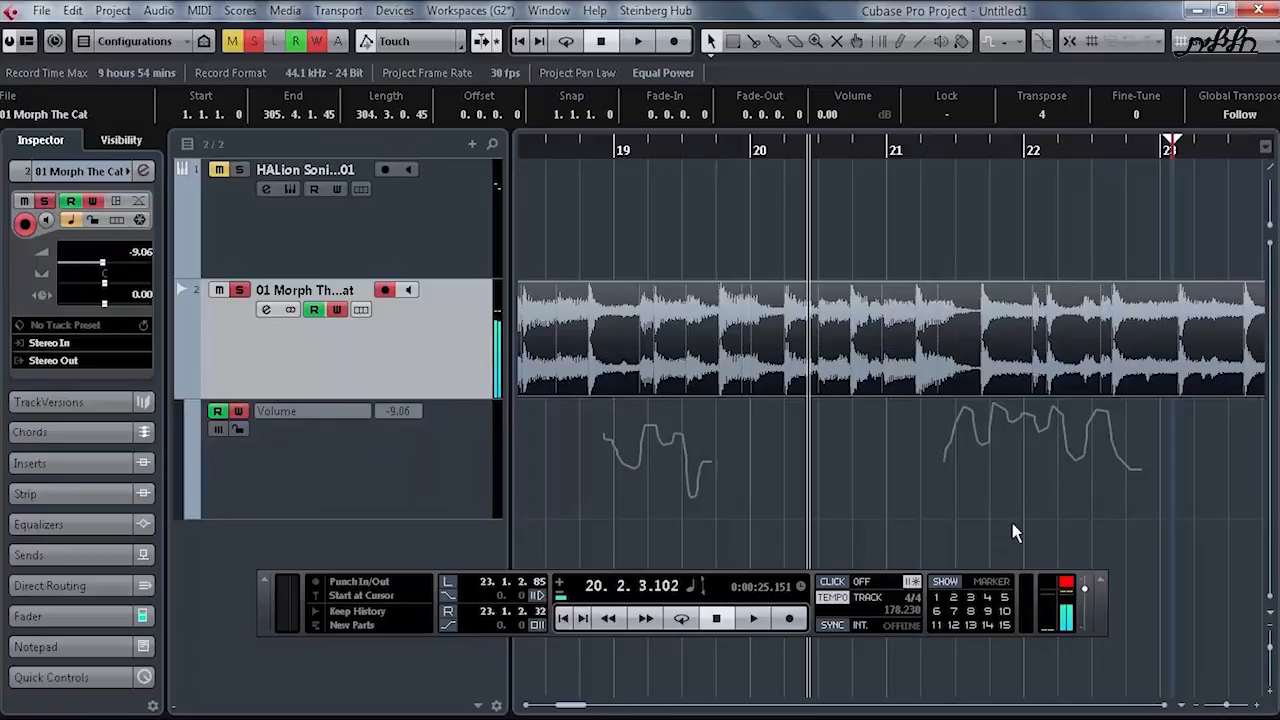 File Edit Project Audio MIDI Scores Media Transport Devices Workspaces (G2*) Window Help Steinberg Hub Cubase Pro Project - Untitled1
Configurations M S L R W A Touch
Record Time Max 9 hours 54 mins Record Format 44.1 kHz - 24 Bit Project Frame Rate 30 fps Project Pan Law Equal Power
File Start End Length Offset Snap Fade-In Fade-Out Volume Lock Transpose Fine-Tune Global Transpose
01 Morph The Cat 1. 1. 1. 0 305. 4. 1. 45 304. 3. 0. 45 0. 0. 0. 0 1. 1. 1. 0 0. 0. 0. 0 0. 0. 0. 0 0.00 dB - 4 0 Follow
Inspector Visibility 2 / 2 19 20 21 22 23
2 01 Morph The Cat 1 m S HALion Soni...01
m S R W e R W
-9.06
C
0.00
2 m S 01 Morph Th...at
e R W
No Track Preset
Stereo In
Stereo Out
TrackVersions R W Volume -9.06
Chords
Inserts
Strip
Equalizers
Sends
Direct Routing
Fader
Notepad
Quick Controls
Punch In/Out L 23. 1. 2. 85 20. 2. 3.102 0:00:25.151 CLICK OFF SHOW MARKER
Start at Cursor 0. 0 TEMPO TRACK 4/4 1 2 3 4 5
Keep History R 23. 1. 2. 32 178.230 6 7 8 9 10
New Parts 0. 0 SYNC INT. OFFLINE 11 12 13 14 15